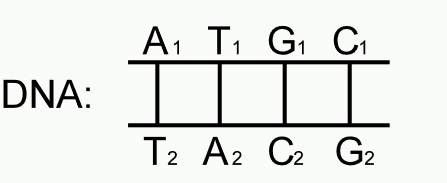 A₁ T₁ G₁ C₁
DNA:
T₂ A₂ C₂ G₂